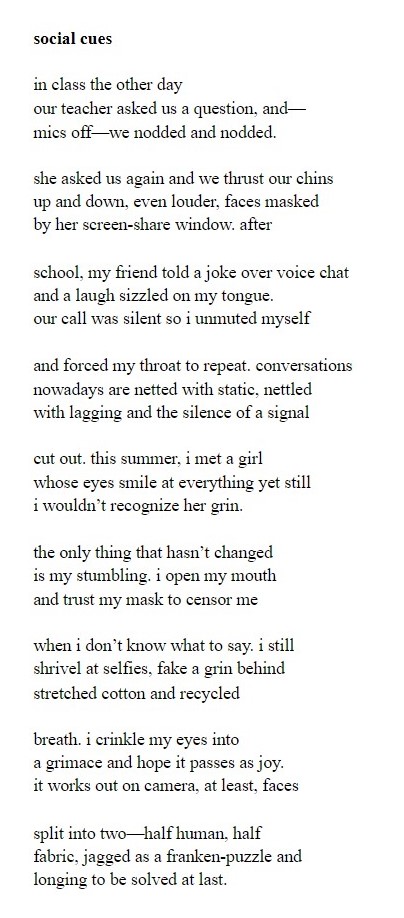 social cues
in class the other day
our teacher asked us a question, and—
mics off—we nodded and nodded.
she asked us again and we thrust our chins
up and down, even louder, faces masked
by her screen-share window. after
school, my friend told a joke over voice chat
and a laugh sizzled on my tongue.
our call was silent so i unmuted myself
and forced my throat to repeat. conversations
nowadays are netted with static, nettled
with lagging and the silence of a signal
cut out. this summer, i met a girl
whose eyes smile at everything yet still
i wouldn’t recognize her grin.
the only thing that hasn’t changed
is my stumbling. i open my mouth
and trust my mask to censor me
when i don’t know what to say. i still
shrivel at selfies, fake a grin behind
stretched cotton and recycled
breath. i crinkle my eyes into
a grimace and hope it passes as joy.
it works out on camera, at least, faces
split into two—half human, half
fabric, jagged as a franken-puzzle and
longing to be solved at last.